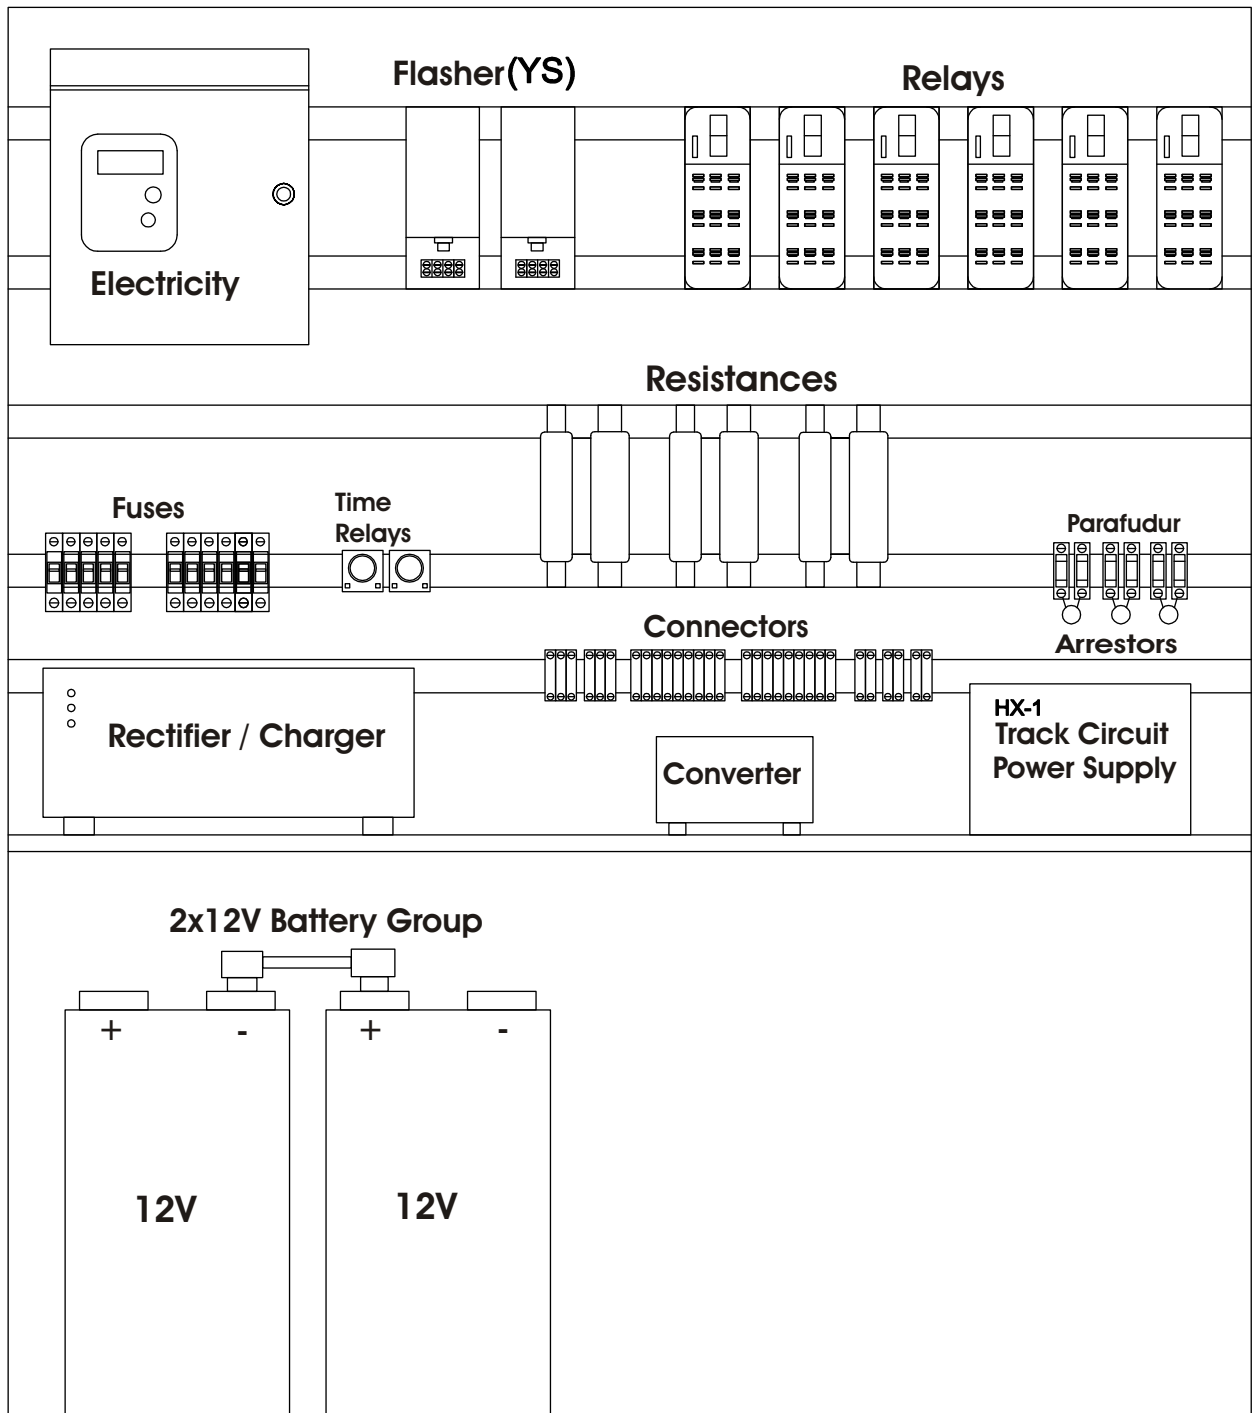 Flasher(YS)
Relays
Electricity
Resistances
Fuses
Time
Relays
Parafudur
Connectors
Arrestors
Rectifier / Charger
HX-1
Track Circuit
Power Supply
Converter
2x12V Battery Group
+ - + -
12V
12V